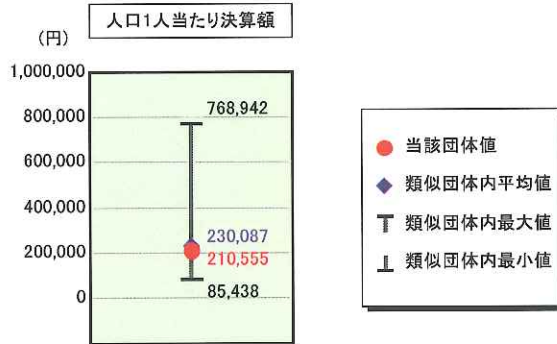 人口1人当たり決算額
(円)
1,000,000
800,000
600,000
400,000
200,000
0
768,942
230,087
210,555
85,438
当該団体値
類似団体内平均値
類似団体内最大値
類似団体内最小値